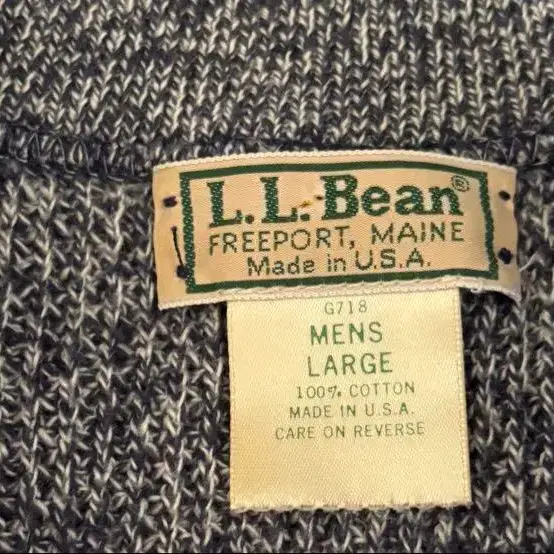 L.L.Bean®
FREEPORT, MAINE
Made in U.S.A.
G718
MENS
LARGE
100% COTTON
MADE IN U.S.A.
CARE ON REVERSE